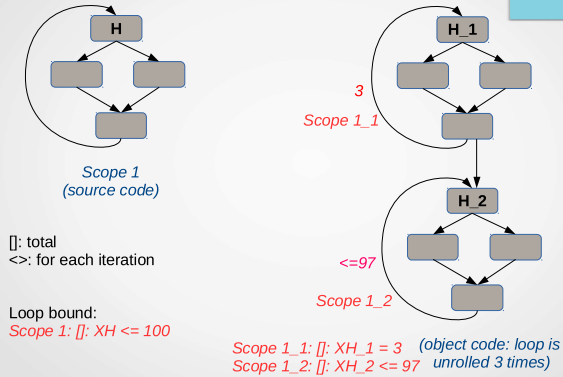 H
H_1
3
Scope 1_1
Scope 1
(source code)
H_2
[]: total
<>: for each iteration
<=97
Scope 1_2
Loop bound:
Scope 1: []: XH <= 100
Scope 1_1: []: XH_1 = 3
Scope 1_2: []: XH_2 <= 97
(object code: loop is
unrolled 3 times)